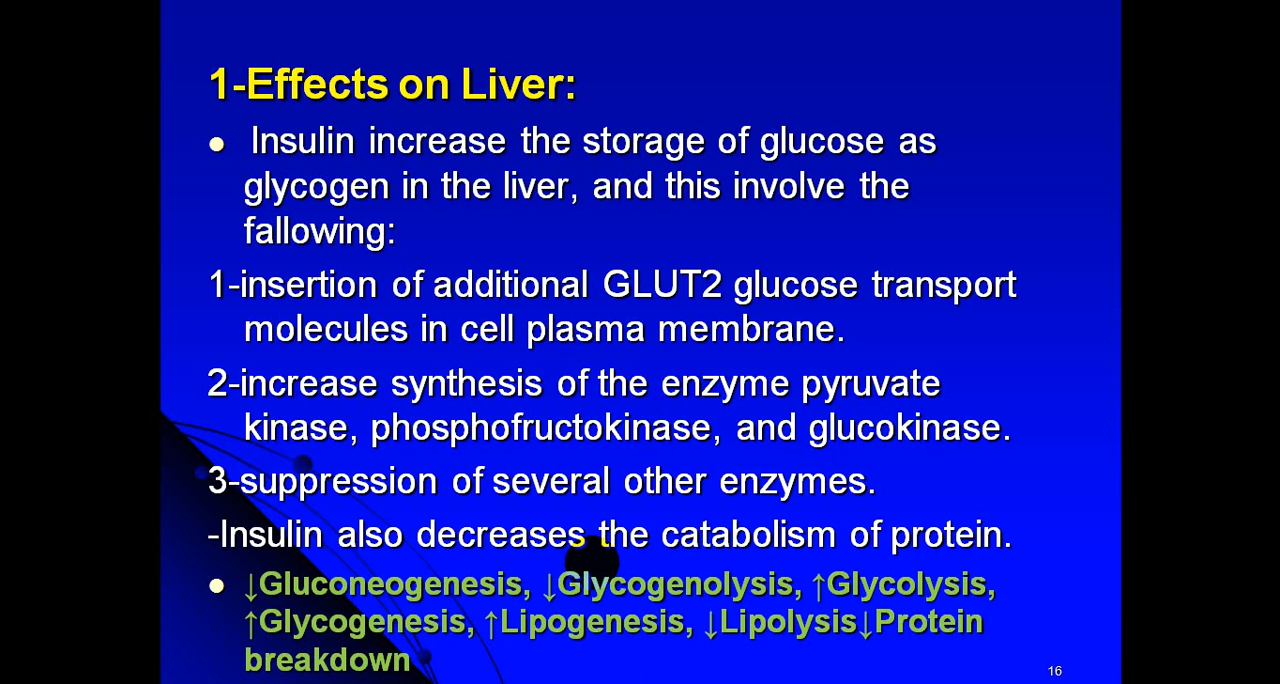 1-Effects on Liver:
● Insulin increase the storage of glucose as
glycogen in the liver, and this involve the
fallowing:
1-insertion of additional GLUT2 glucose transport
molecules in cell plasma membrane.
2-increase synthesis of the enzyme pyruvate
kinase, phosphofructokinase, and glucokinase.
3-suppression of several other enzymes.
-Insulin also decreases the catabolism of protein.
● ↓Gluconeogenesis, ↓Glycogenolysis, ↑Glycolysis,
↑Glycogenesis, ↑Lipogenesis, ↓Lipolysis↓Protein
breakdown
16